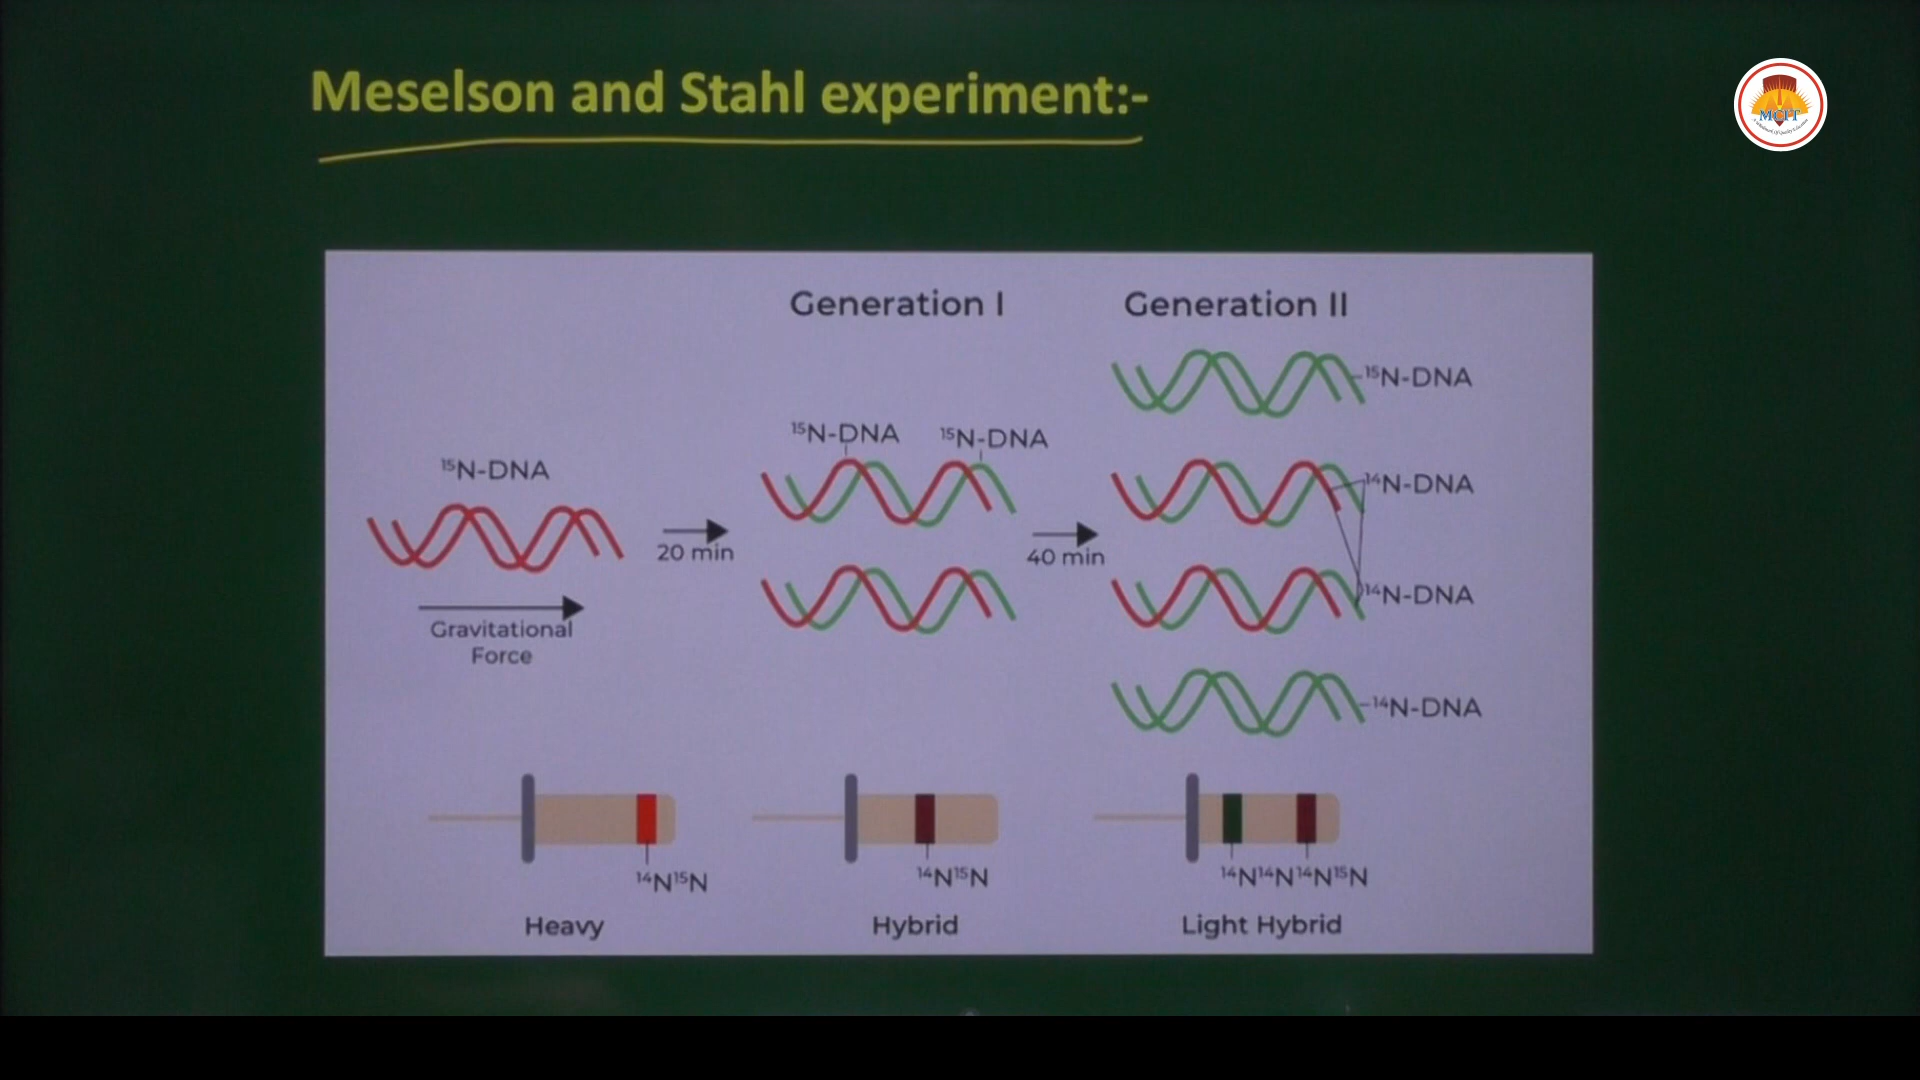 Meselson and Stahl experiment:-
MCIT
Generation I
Generation II
¹⁵N-DNA
¹⁵N-DNA
¹⁵N-DNA
¹⁵N-DNA
¹⁴N-DNA
20 min
40 min
Gravitational
Force
¹⁴N-DNA
¹⁴N-DNA
¹⁴N¹⁵N
¹⁴N¹⁵N
¹⁴N¹⁴N¹⁴N¹⁵N
Heavy
Hybrid
Light Hybrid